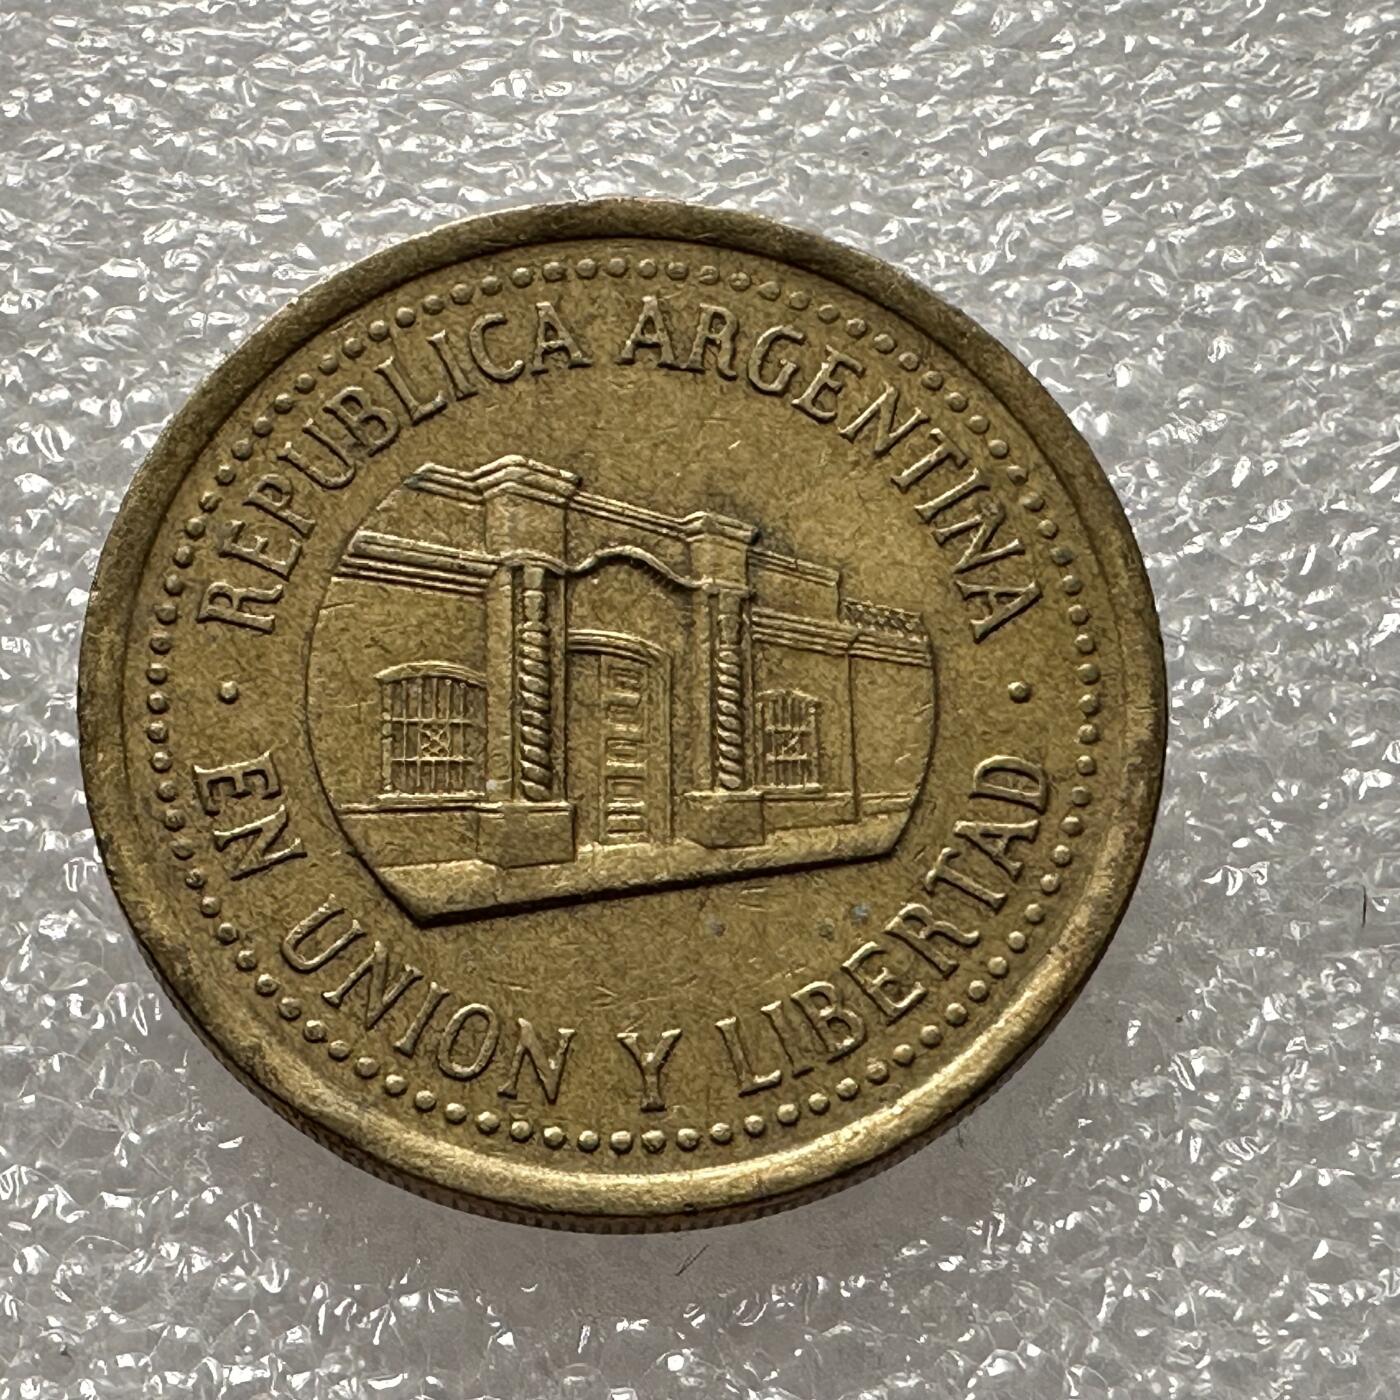 REPUBLICA ARGENTINA
· EN UNION Y LIBERTAD ·